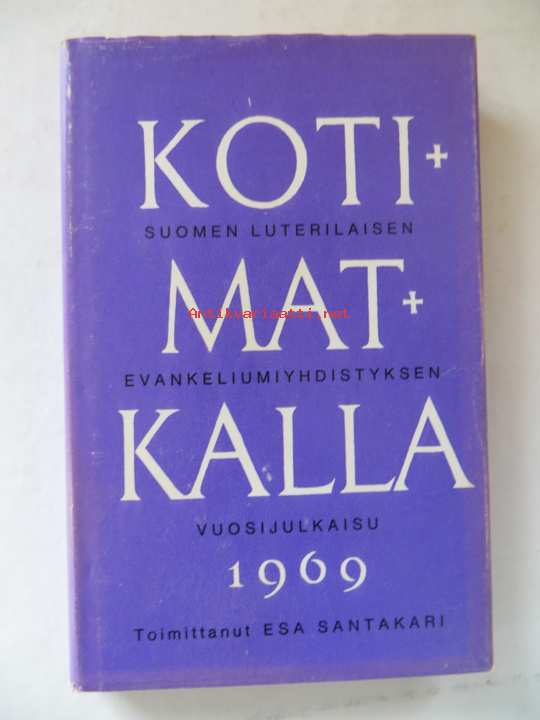 KOTI+
SUOMEN LUTERILAISEN
MAT+
Antikvariaatti.net
EVANKELIUMIYHDISTYKSEN
KALLA
VUOSIJULKAISU
1969
Toimittanut ESA SANTAKARI